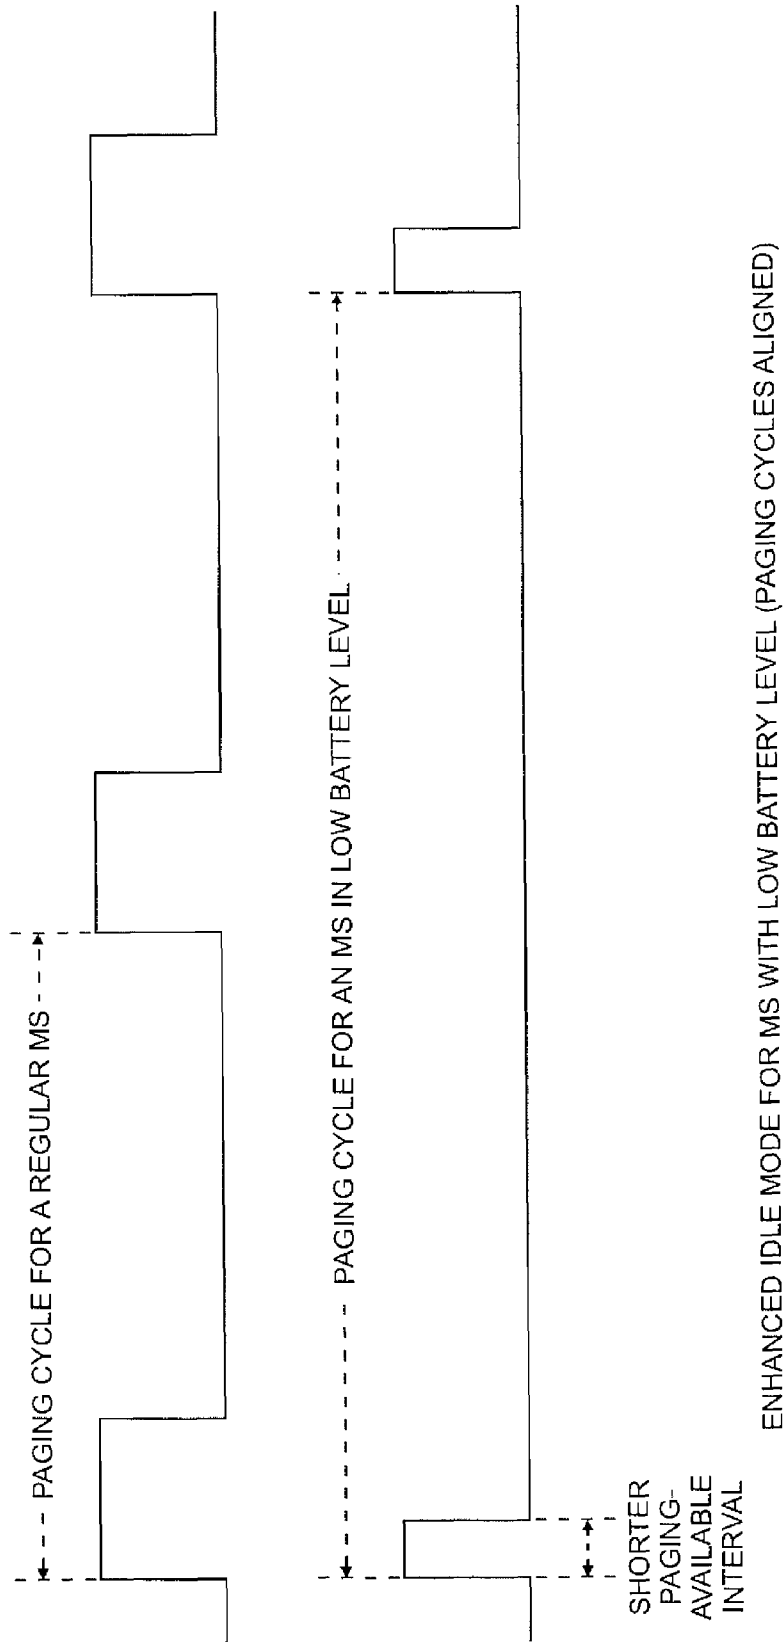 PAGING CYCLE FOR A REGULAR MS
PAGING CYCLE FOR AN MS IN LOW BATTERY LEVEL
SHORTER
PAGING-
AVAILABLE
INTERVAL
ENHANCED IDLE MODE FOR MS WITH LOW BATTERY LEVEL (PAGING CYCLES ALIGNED)